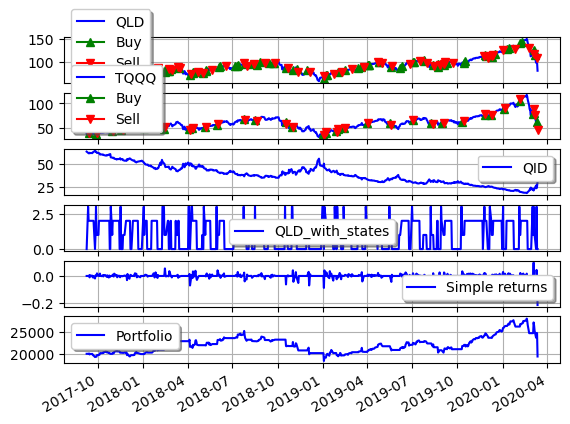 QLD
Buy
Sell
150
100
TQQQ
Buy
Sell
100
50
50
25
QID
2.5
0.0
QLD_with_states
0.0
−0.2
Simple returns
25000
20000
Portfolio
2017-10
2018-01
2018-04
2018-07
2018-10
2019-01
2019-04
2019-07
2019-10
2020-01
2020-04